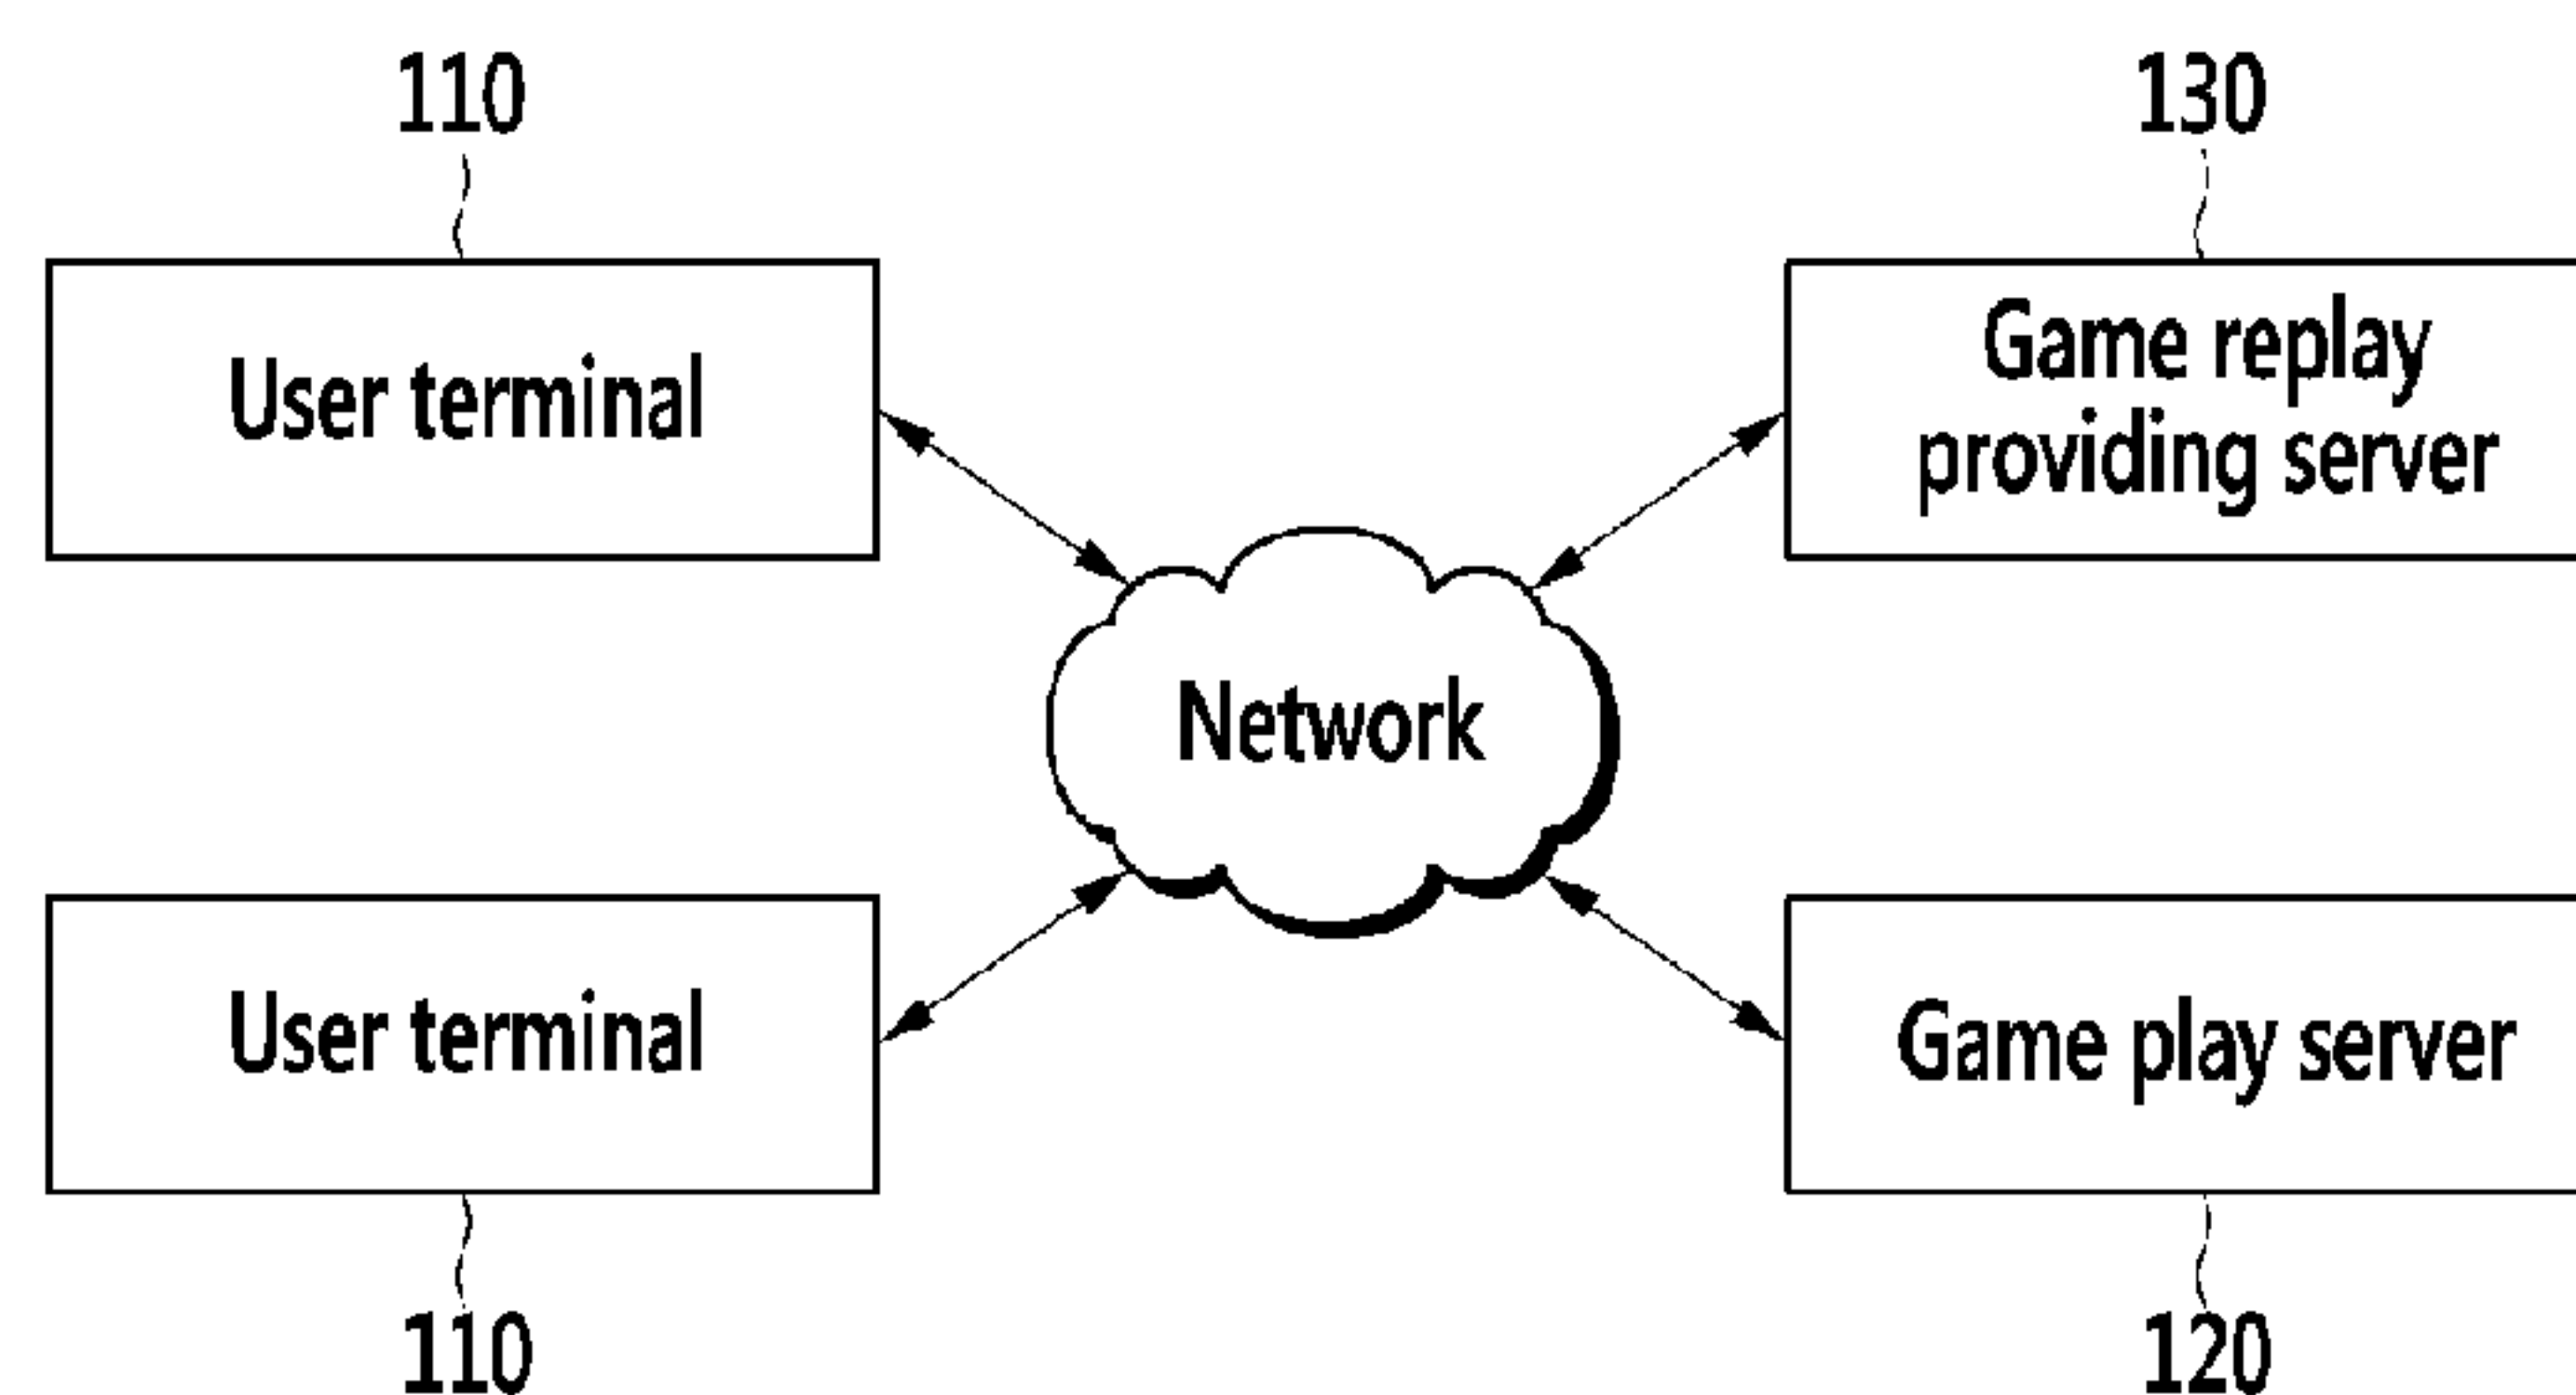 110
130
User terminal
Game replay
providing server
Network
User terminal
Game play server
110
120